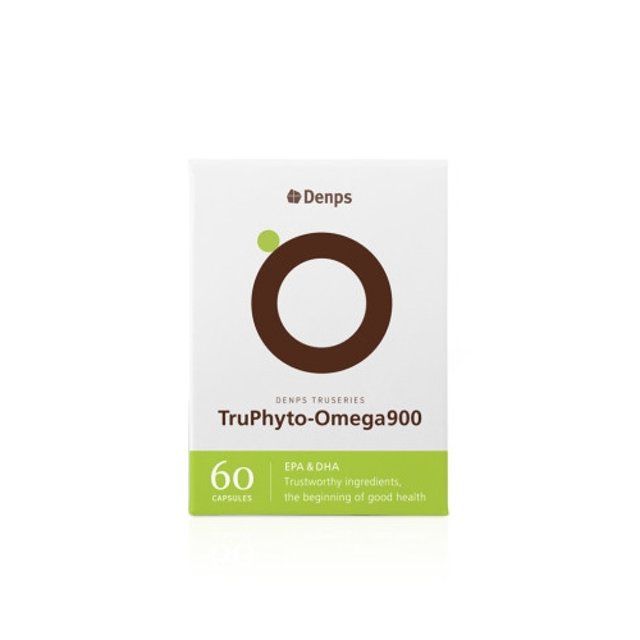 Denps
DENPS TRUSERIES
TruPhyto-Omega900
60
CAPSULES
EPA & DHA
Trustworthy ingredients,
the beginning of good health